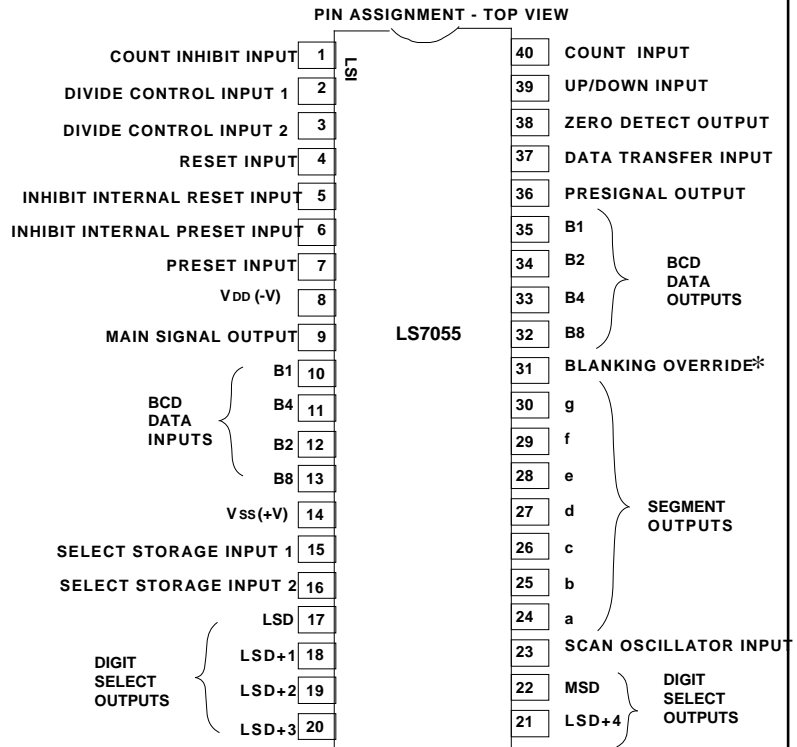 PIN ASSIGNMENT - TOP VIEW
LSI
LS7055
COUNT INHIBIT INPUT 1
DIVIDE CONTROL INPUT 1 2
DIVIDE CONTROL INPUT 2 3
RESET INPUT 4
INHIBIT INTERNAL RESET INPUT 5
INHIBIT INTERNAL PRESET INPUT 6
PRESET INPUT 7
VDD (-V) 8
MAIN SIGNAL OUTPUT 9
BCD
DATA
INPUTS
B1 10
B4 11
B2 12
B8 13
VSS(+V) 14
SELECT STORAGE INPUT 1 15
SELECT STORAGE INPUT 2 16
DIGIT
SELECT
OUTPUTS
LSD 17
LSD+1 18
LSD+2 19
LSD+3 20
40 COUNT INPUT
39 UP/DOWN INPUT
38 ZERO DETECT OUTPUT
37 DATA TRANSFER INPUT
36 PRESIGNAL OUTPUT
35 B1
34 B2
33 B4
32 B8
BCD
DATA
OUTPUTS
31 BLANKING OVERRIDE*
30 g
29 f
28 e
27 d
26 c
25 b
24 a
SEGMENT
OUTPUTS
23 SCAN OSCILLATOR INPUT
22 MSD
21 LSD+4
DIGIT
SELECT
OUTPUTS